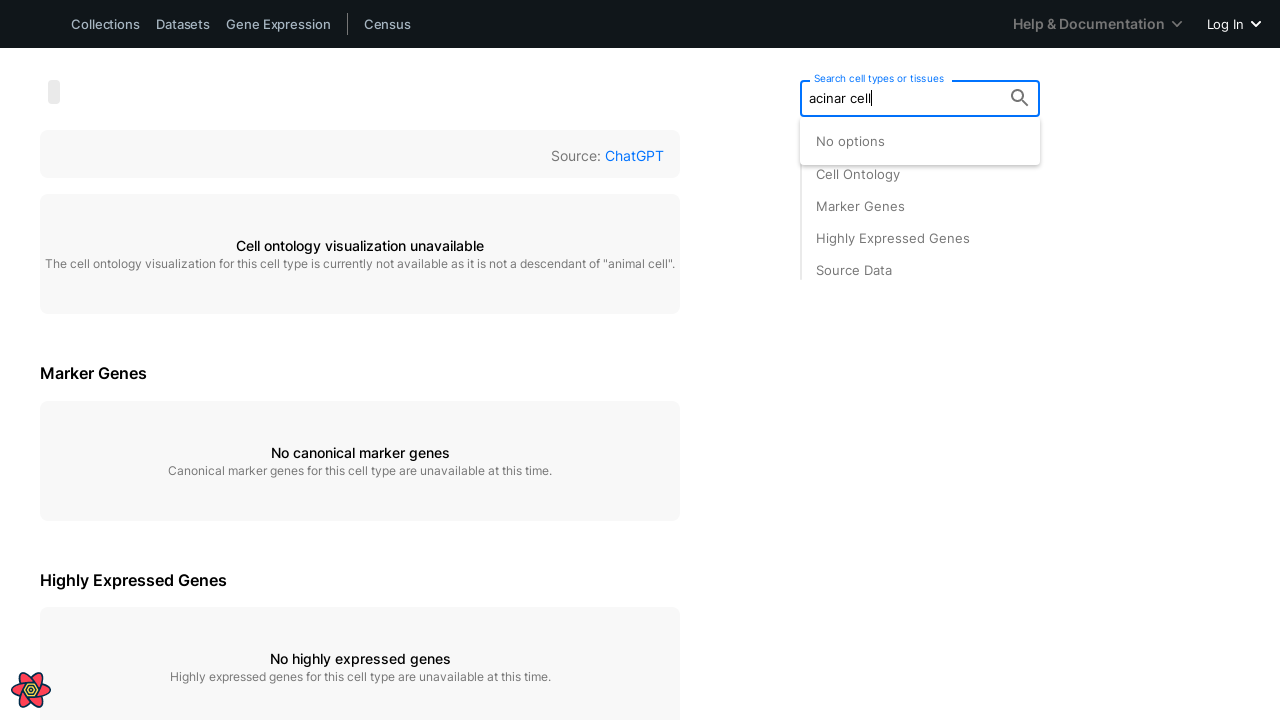 Collections Datasets Gene Expression Census Help & Documentation Log In
Search cell types or tissues
acinar cell
No options
Source: ChatGPT
Cell ontology visualization unavailable
The cell ontology visualization for this cell type is currently not available as it is not a descendant of "animal cell".
Cell Ontology
Marker Genes
Highly Expressed Genes
Source Data
Marker Genes
No canonical marker genes
Canonical marker genes for this cell type are unavailable at this time.
Highly Expressed Genes
No highly expressed genes
Highly expressed genes for this cell type are unavailable at this time.